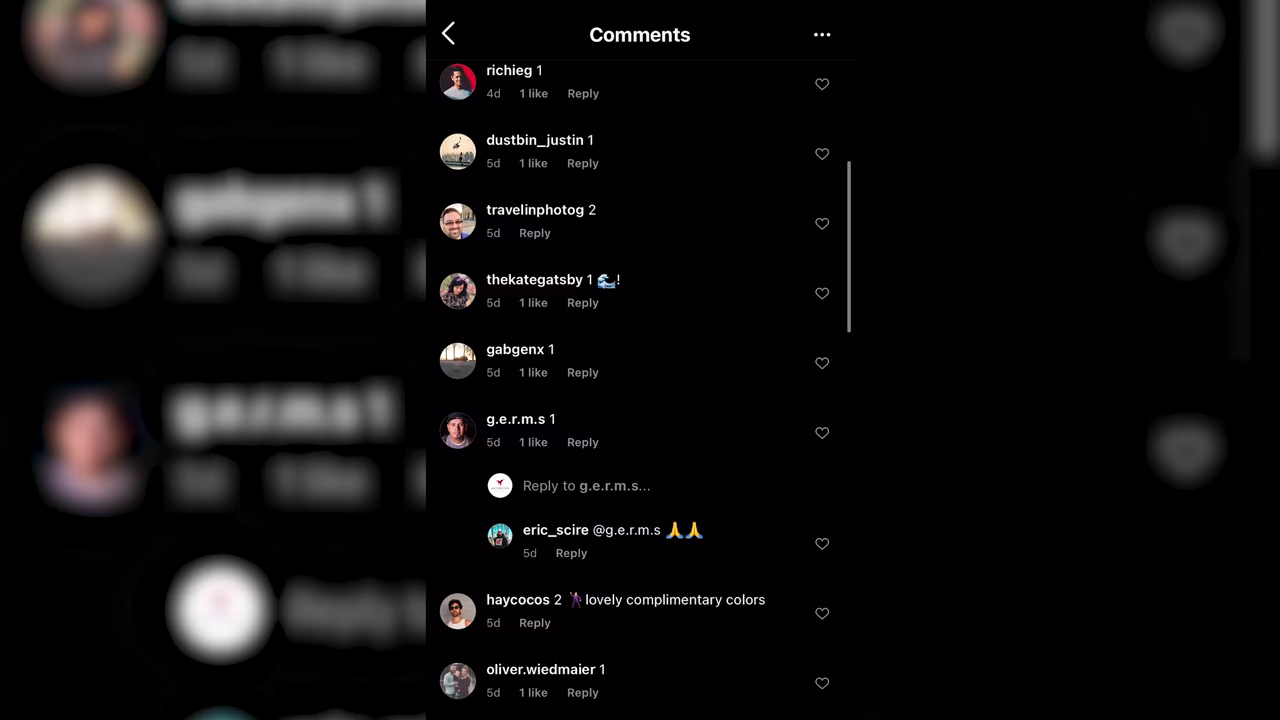 Comments
richieg 1
4d 1 like Reply
dustbin_justin 1
5d 1 like Reply
travelinphotog 2
5d Reply
thekategatsby 1 🌊!
5d 1 like Reply
gabgenx 1
5d 1 like Reply
g.e.r.m.s 1
5d 1 like Reply
Reply to g.e.r.m.s...
eric_scire @g.e.r.m.s 🙏🙏
5d Reply
haycocos 2 🕺🏿lovely complimentary colors
5d Reply
oliver.wiedmaier 1
5d 1 like Reply